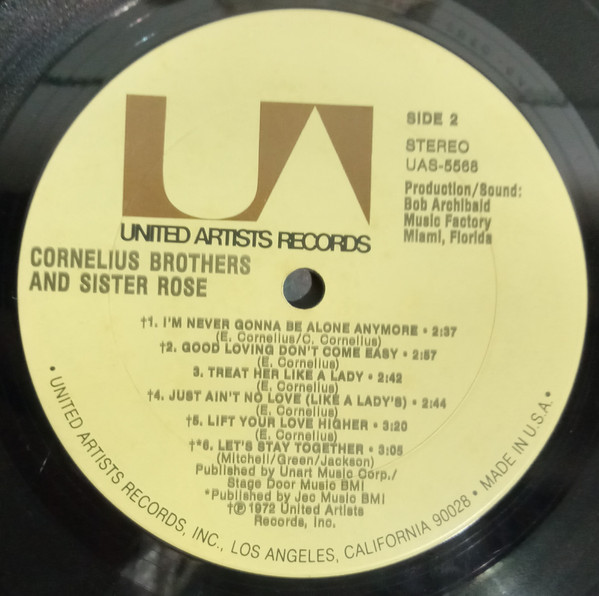 UA
SIDE 2
STEREO
UAS-5568
Production/Sound:
Bob Archibald
Music Factory
Miami, Florida
UNITED ARTISTS RECORDS
CORNELIUS BROTHERS
AND SISTER ROSE
†1. I'M NEVER GONNA BE ALONE ANYMORE • 2:37
(E. Cornelius/C. Cornelius)
†2. GOOD LOVING DON'T COME EASY • 2:57
(E. Cornelius)
3. TREAT HER LIKE A LADY • 2:42
(E. Cornelius)
†4. JUST AIN'T NO LOVE (LIKE A LADY'S) • 2:44
(E. Cornelius)
†5. LIFT YOUR LOVE HIGHER • 3:20
(E. Cornelius)
†*6. LET'S STAY TOGETHER • 3:05
(Mitchell/Green/Jackson)
Published by Unart Music Corp./
Stage Door Music BMI
*Published by Jec Music BMI
†℗1972 United Artists
Records, Inc.
• UNITED ARTISTS RECORDS, INC., LOS ANGELES, CALIFORNIA 90028 • MADE IN U.S.A. •